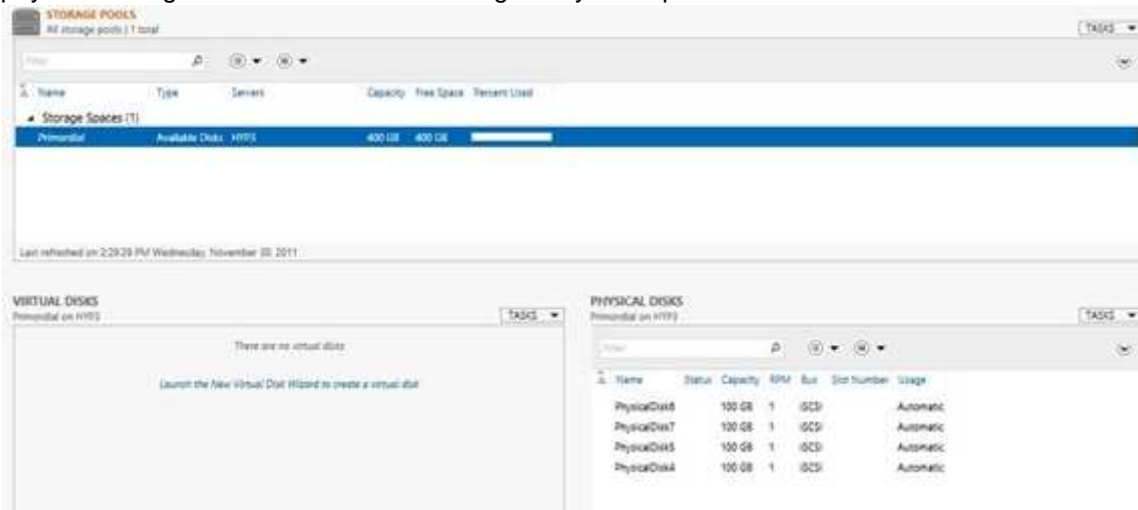 STORAGE POOLS
All storage pools | 1 total
TASKS
Filter
Name Type Servers Capacity Free Space Percent Used
Storage Spaces (1)
Primordial Available Disks HYP3 400 GB 400 GB
Last refreshed on 2:29:29 PM Wednesday, November 30, 2011
VIRTUAL DISKS
Primordial on HYP3
TASKS
There are no virtual disks
Launch the New Virtual Disk Wizard to create a virtual disk
PHYSICAL DISKS
Primordial on HYP3
TASKS
Filter
Name Status Capacity RPM Bus Slot Number Usage
PhysicalDisk6 100 GB 1 iSCSI Automatic
PhysicalDisk7 100 GB 1 iSCSI Automatic
PhysicalDisk5 100 GB 1 iSCSI Automatic
PhysicalDisk4 100 GB 1 iSCSI Automatic